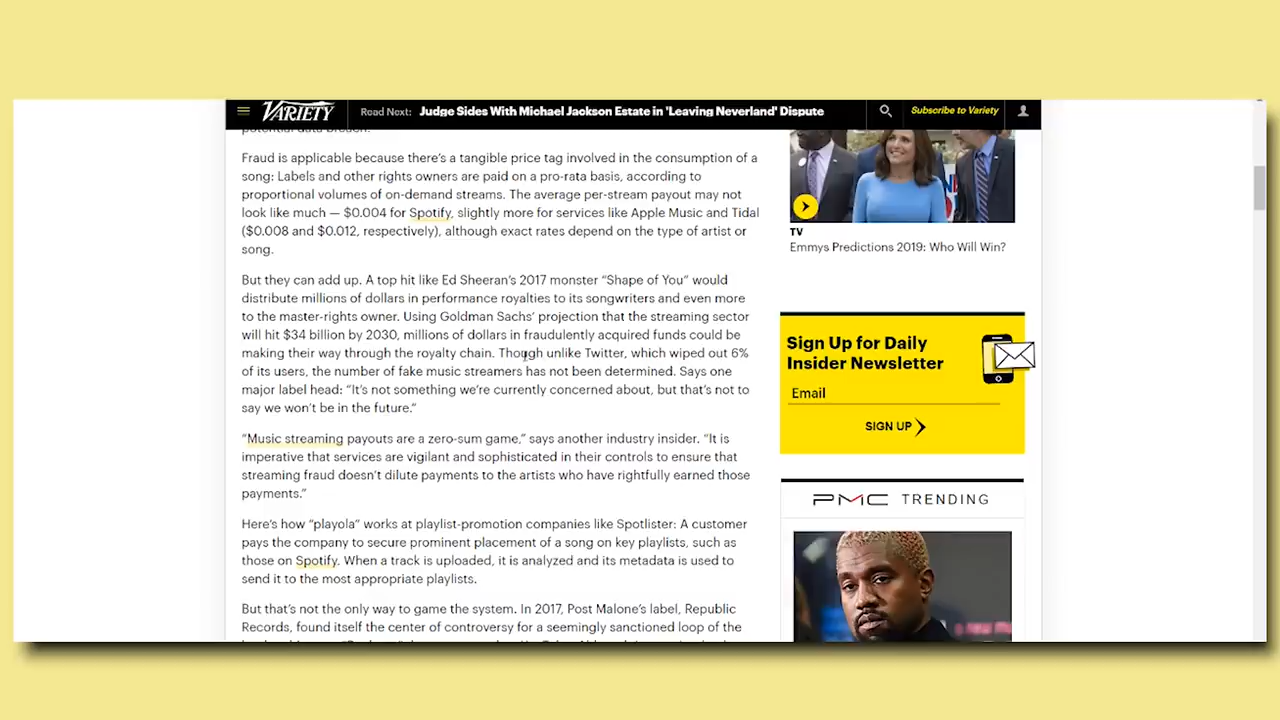 VARIETY
Read Next: Judge Sides With Michael Jackson Estate in 'Leaving Neverland' Dispute
Subscribe to Variety
potential data breach.
Fraud is applicable because there's a tangible price tag involved in the consumption of a
song: Labels and other rights owners are paid on a pro-rata basis, according to
proportional volumes of on-demand streams. The average per-stream payout may not
look like much — $0.004 for Spotify, slightly more for services like Apple Music and Tidal
($0.008 and $0.012, respectively), although exact rates depend on the type of artist or
song.
But they can add up. A top hit like Ed Sheeran's 2017 monster "Shape of You" would
distribute millions of dollars in performance royalties to its songwriters and even more
to the master-rights owner. Using Goldman Sachs' projection that the streaming sector
will hit $34 billion by 2030, millions of dollars in fraudulently acquired funds could be
making their way through the royalty chain. Though unlike Twitter, which wiped out 6%
of its users, the number of fake music streamers has not been determined. Says one
major label head: "It's not something we're currently concerned about, but that's not to
say we won't be in the future."
"Music streaming payouts are a zero-sum game," says another industry insider. "It is
imperative that services are vigilant and sophisticated in their controls to ensure that
streaming fraud doesn't dilute payments to the artists who have rightfully earned those
payments."
Here's how "playola" works at playlist-promotion companies like Spotlister: A customer
pays the company to secure prominent placement of a song on key playlists, such as
those on Spotify. When a track is uploaded, it is analyzed and its metadata is used to
send it to the most appropriate playlists.
But that's not the only way to game the system. In 2017, Post Malone's label, Republic
Records, found itself the center of controversy for a seemingly sanctioned loop of the
TV
Emmys Predictions 2019: Who Will Win?
Sign Up for Daily
Insider Newsletter
Email
SIGN UP
PMC TRENDING